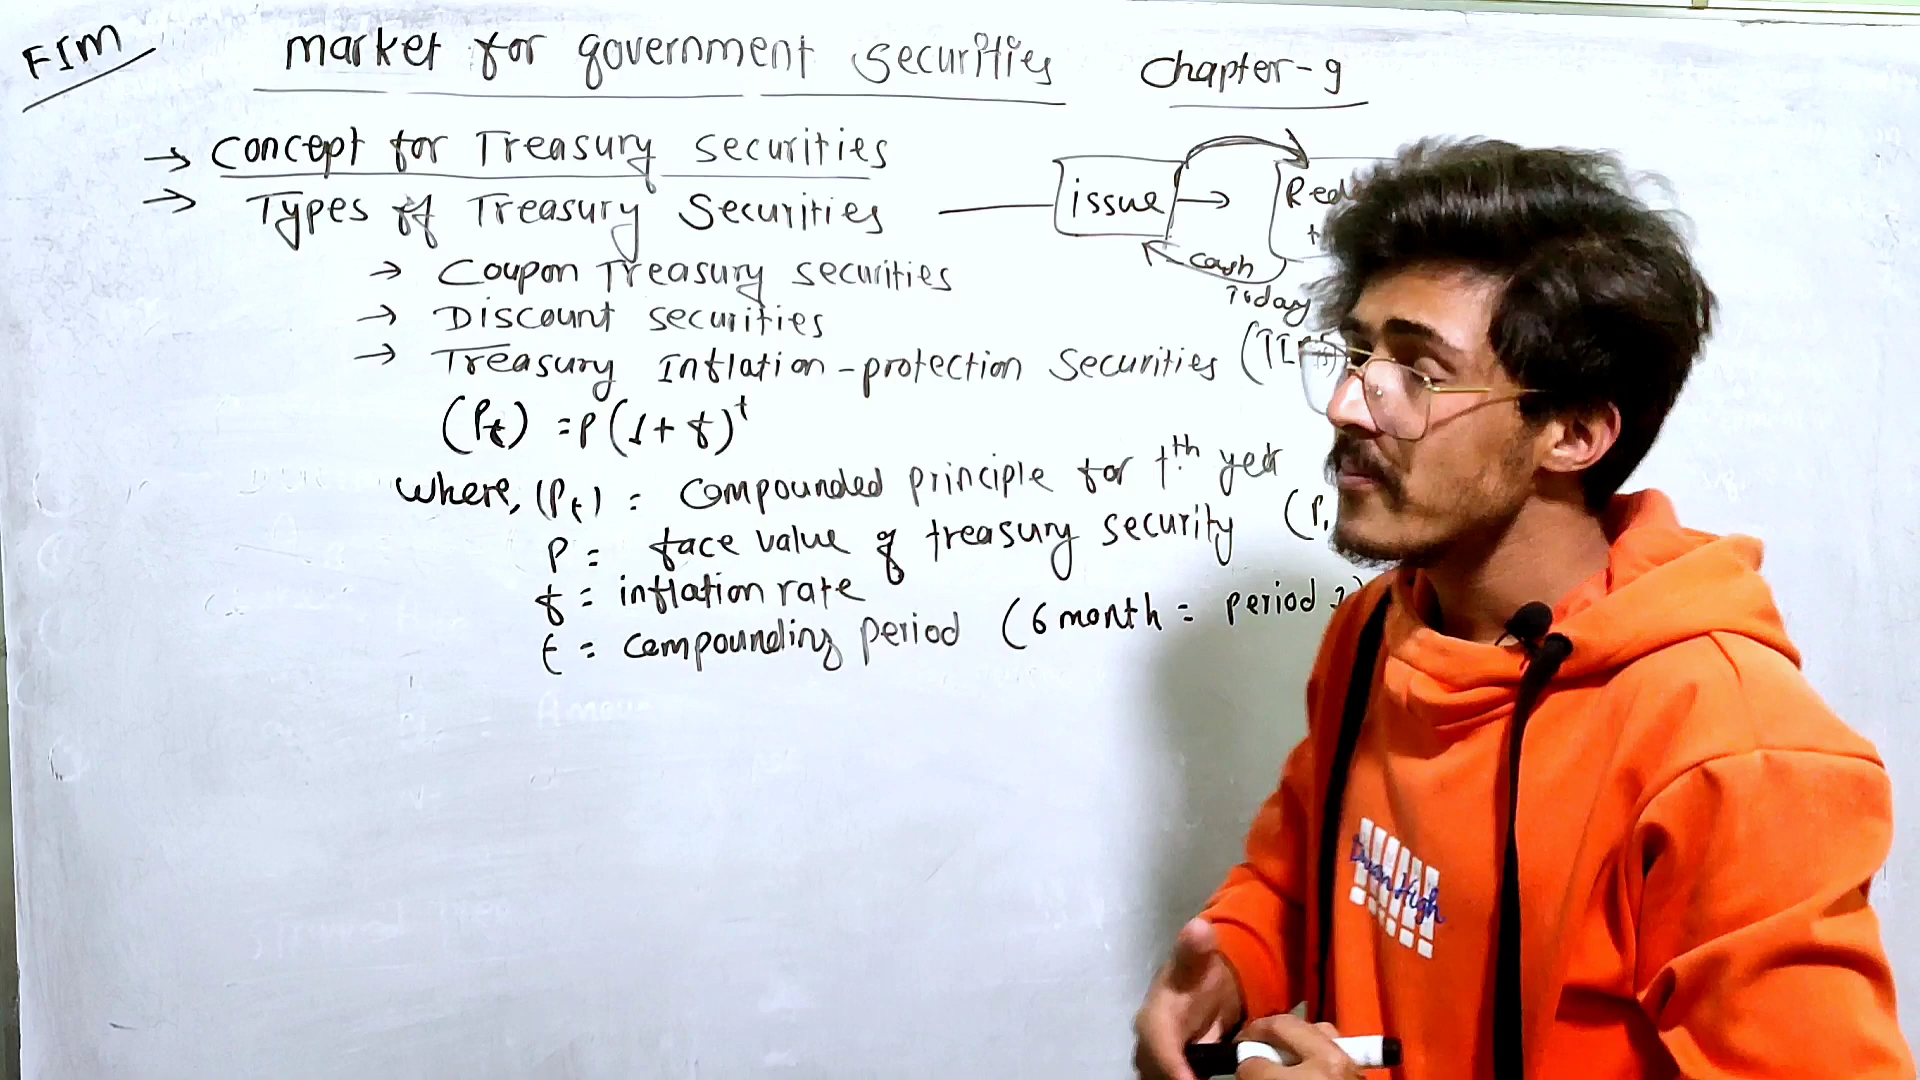 FIM
market for government securities Chapter-9
→ Concept for Treasury securities
→ Types of Treasury Securities
issue →
cash
Today
→ Coupon Treasury securities
→ Discount securities
→ Treasury Inflation-protection Securities
(Pt) = P(1+f)^t
where, (Pt) = Compounded principle for tth year
P = face value of treasury security
f = inflation rate
t = compounding period (6 month = period